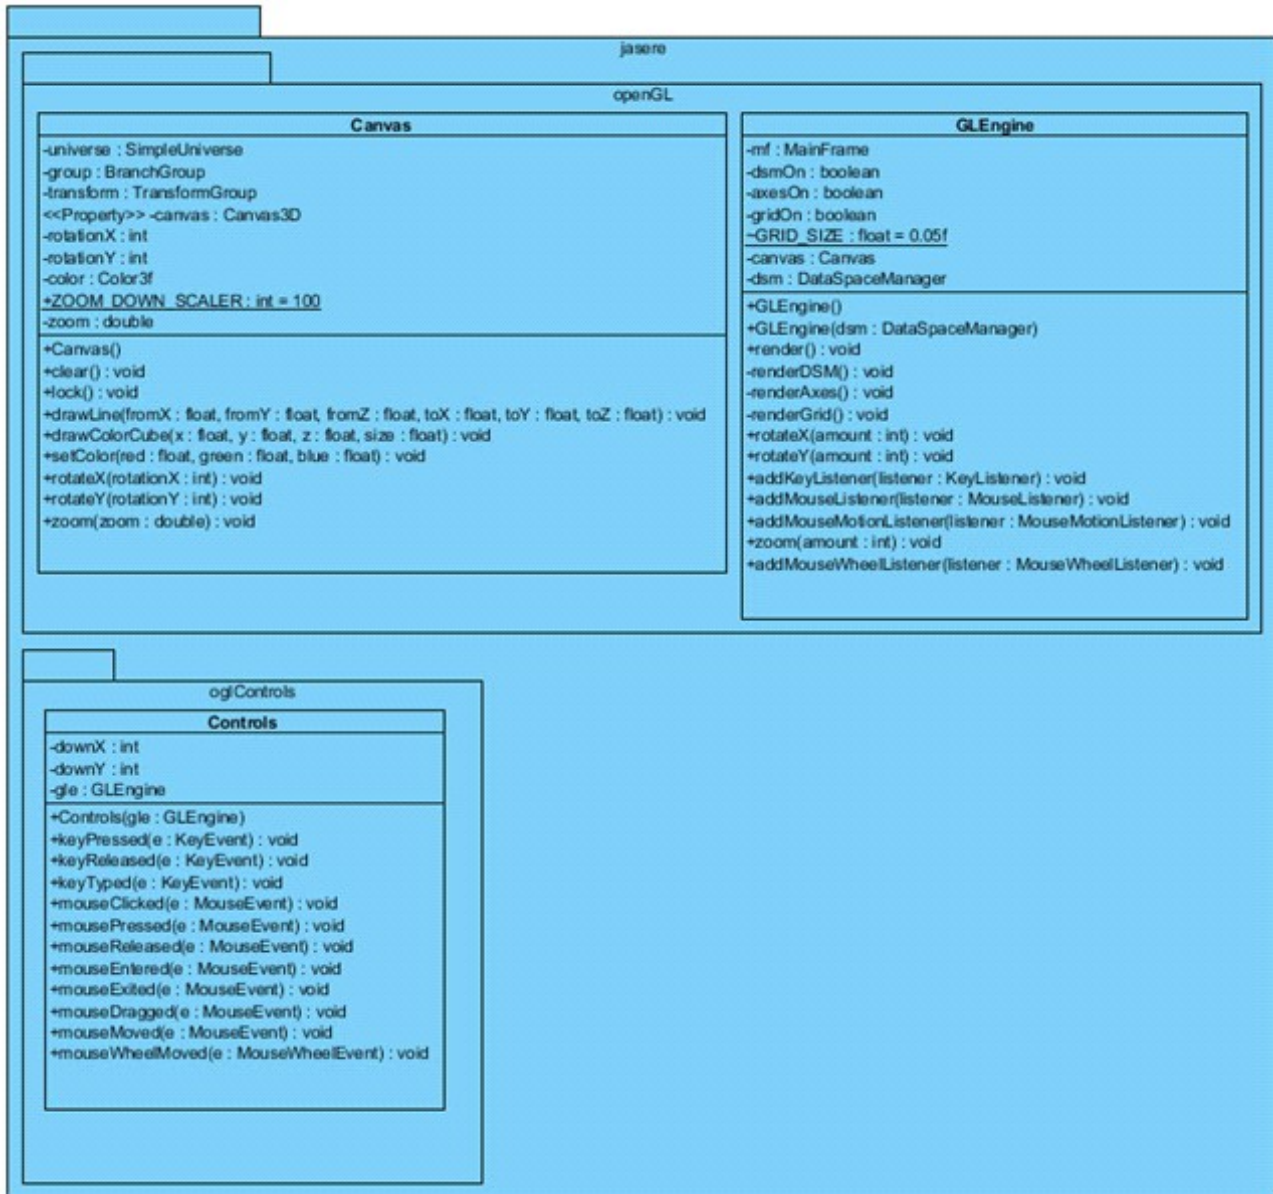 jasere
openGL
Canvas
-universe : SimpleUniverse
-group : BranchGroup
-transform : TransformGroup
<<Property>> -canvas : Canvas3D
-rotationX : int
-rotationY : int
-color : Color3f
+ZOOM_DOWN_SCALER : int = 100
-zoom : double
+Canvas()
+clear() : void
+lock() : void
+drawLine(fromX : float, fromY : float, fromZ : float, toX : float, toY : float, toZ : float) : void
+drawColorCube(x : float, y : float, z : float, size : float) : void
+setColor(red : float, green : float, blue : float) : void
+rotateX(rotationX : int) : void
+rotateY(rotationY : int) : void
+zoom(zoom : double) : void
GLEngine
-mf : MainFrame
-dsmOn : boolean
-axesOn : boolean
-gridOn : boolean
~GRID_SIZE : float = 0.05f
-canvas : Canvas
-dsm : DataSpaceManager
+GLEngine()
+GLEngine(dsm : DataSpaceManager)
+render() : void
-renderDSM() : void
-renderAxes() : void
-renderGrid() : void
+rotateX(amount : int) : void
+rotateY(amount : int) : void
+addKeyListener(listener : KeyListener) : void
+addMouseListener(listener : MouseListener) : void
+addMouseMotionListener(listener : MouseMotionListener) : void
+zoom(amount : int) : void
+addMouseWheelListener(listener : MouseWheelListener) : void
oglControls
Controls
-downX : int
-downY : int
-gle : GLEngine
+Controls(gle : GLEngine)
+keyPressed(e : KeyEvent) : void
+keyReleased(e : KeyEvent) : void
+keyTyped(e : KeyEvent) : void
+mouseClicked(e : MouseEvent) : void
+mousePressed(e : MouseEvent) : void
+mouseReleased(e : MouseEvent) : void
+mouseEntered(e : MouseEvent) : void
+mouseExited(e : MouseEvent) : void
+mouseDragged(e : MouseEvent) : void
+mouseMoved(e : MouseEvent) : void
+mouseWheelMoved(e : MouseWheelEvent) : void